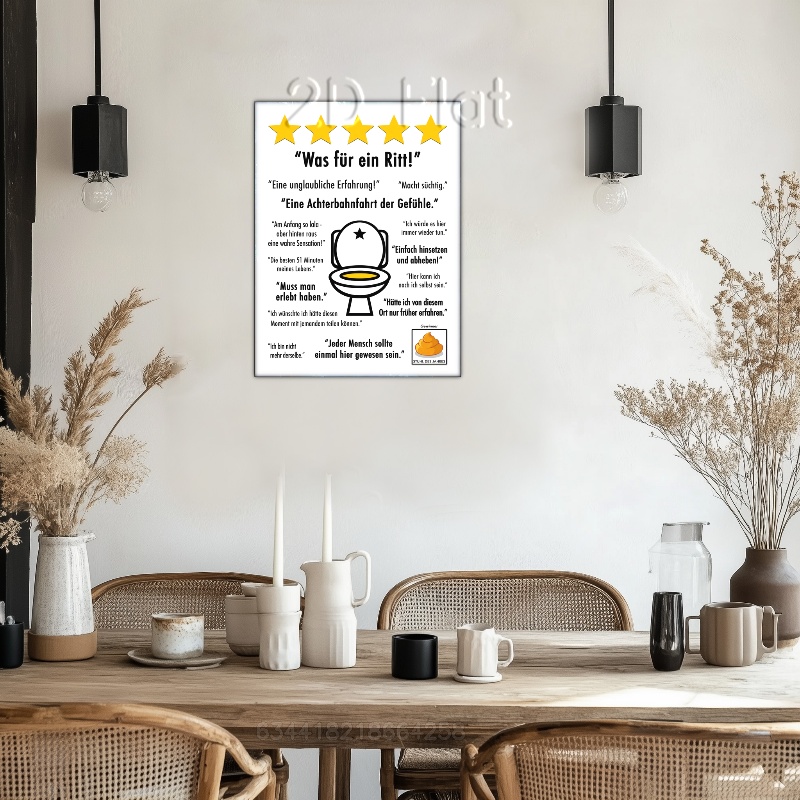 2D Flat
"Was für ein Ritt!"
"Eine unglaubliche Erfahrung!" "Macht süchtig."
"Eine Achterbahnfahrt der Gefühle."
"Am Anfang so lala -
aber hinten raus
eine wahre Sensation!"
"Ich würde es hier
immer wieder tun."
"Einfach hinsetzen
und abheben!"
"Die besten 51 Minuten
meines Lebens."
"Hier kann ich
noch ich selbst sein."
"Muss man
erlebt haben."
"Hätte ich von diesem
Ort nur früher erfahren."
"Ich wünschte ich hätte diesen
Moment mit jemandem teilen können."
"Ich bin nicht
mehr derselbe."
"Jeder Mensch sollte
einmal hier gewesen sein."
STUHL DES JAHRES